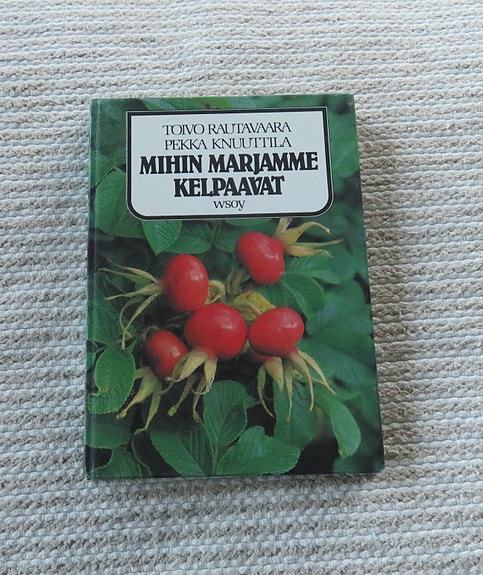 TOIVO RAUTAVAARA
PEKKA KNUUTTILA
MIHIN MARJAMME
KELPAAVAT
wsoy